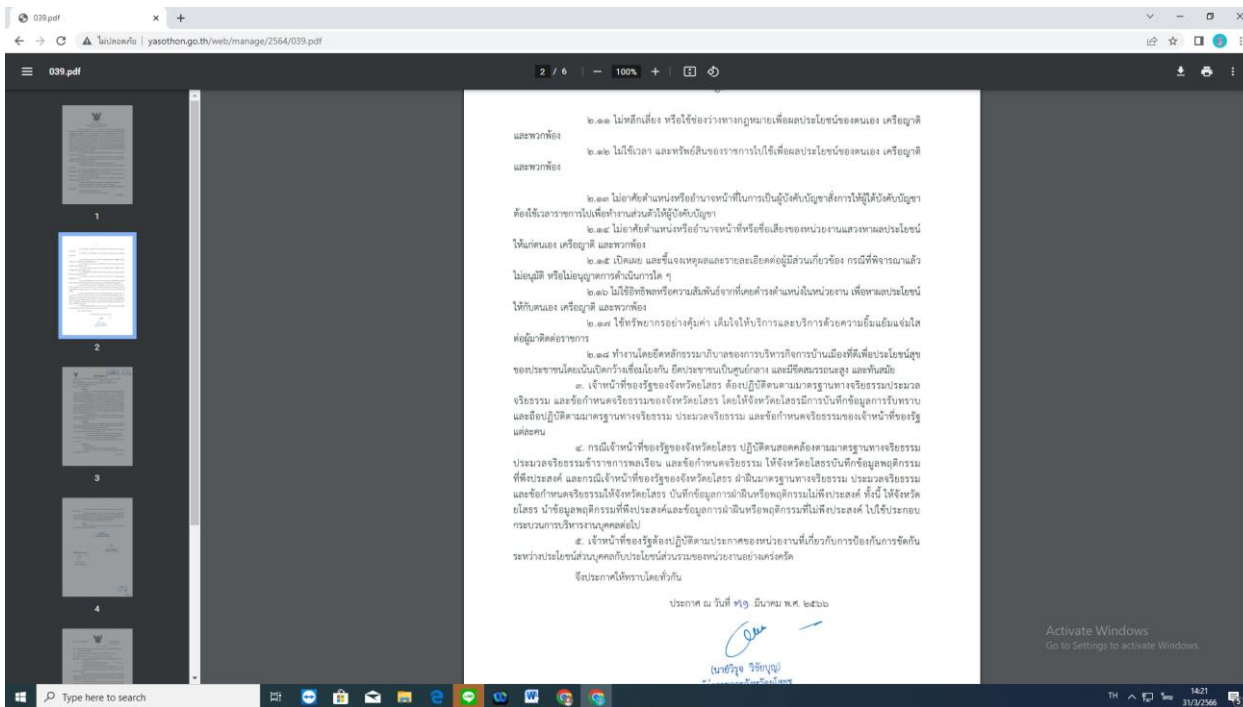 039.pdf
ไม่ปลอดภัย | yasothon.go.th/web/manage/2564/039.pdf
039.pdf
2 / 6
100%
๒.๑๑ ไม่หลีกเลี่ยง หรือใช้ช่องว่างทางกฎหมายเพื่อผลประโยชน์ของตนเอง เครือญาติ
และพวกพ้อง
๒.๑๒ ไม่ใช้เวลา และทรัพย์สินของราชการไปใช้เพื่อผลประโยชน์ของตนเอง เครือญาติ
และพวกพ้อง
๒.๑๓ ไม่อาศัยตำแหน่งหรืออำนาจหน้าที่ในการเป็นผู้บังคับบัญชาสั่งการให้ผู้ใต้บังคับบัญชา
ต้องใช้เวลาราชการไปเพื่อทำงานส่วนตัวให้ผู้บังคับบัญชา
๒.๑๔ ไม่อาศัยตำแหน่งหรืออำนาจหน้าที่หรือชื่อเสียงของหน่วยงานแสวงหาผลประโยชน์
ให้แก่ตนเอง เครือญาติ และพวกพ้อง
๒.๑๕ เปิดเผย และชี้แจงเหตุผลและรายละเอียดต่อผู้มีส่วนเกี่ยวข้อง กรณีที่พิจารณาแล้ว
ไม่อนุมัติ หรือไม่อนุญาตการดำเนินการใด ๆ
๒.๑๖ ไม่ใช้อิทธิพลหรือความสัมพันธ์จากที่เคยดำรงตำแหน่งในหน่วยงาน เพื่อหาผลประโยชน์
ให้กับตนเอง เครือญาติ และพวกพ้อง
๒.๑๗ ใช้ทรัพยากรอย่างคุ้มค่า เต็มใจให้บริการและบริการด้วยความยิ้มแย้มแจ่มใส
ต่อผู้มาติดต่อราชการ
๒.๑๘ ทำงานโดยยึดหลักธรรมาภิบาลของการบริหารกิจการบ้านเมืองที่ดีเพื่อประโยชน์สุข
ของประชาชนโดยเน้นเปิดกว้างเชื่อมโยงกัน ยึดประชาชนเป็นศูนย์กลาง และมีขีดสมรรถนะสูง และทันสมัย
๓. เจ้าหน้าที่ของรัฐของจังหวัดยโสธร ต้องปฏิบัติตนตามมาตรฐานทางจริยธรรมประมวล
จริยธรรม และข้อกำหนดจริยธรรมของจังหวัดยโสธร โดยให้จังหวัดยโสธรมีการบันทึกข้อมูลการรับทราบ
และถือปฏิบัติตามมาตรฐานทางจริยธรรม ประมวลจริยธรรม และข้อกำหนดจริยธรรมของเจ้าหน้าที่ของรัฐ
แต่ละคน
๔. กรณีเจ้าหน้าที่ของรัฐของจังหวัดยโสธร ปฏิบัติตนสอดคล้องตามมาตรฐานทางจริยธรรม
ประมวลจริยธรรมข้าราชการพลเรือน และข้อกำหนดจริยธรรม ให้จังหวัดยโสธรบันทึกข้อมูลพฤติกรรม
ที่พึงประสงค์ และกรณีเจ้าหน้าที่ของรัฐของจังหวัดยโสธร ฝ่าฝืนมาตรฐานทางจริยธรรม ประมวลจริยธรรม
และข้อกำหนดจริยธรรมให้จังหวัดยโสธร บันทึกข้อมูลการฝ่าฝืนหรือพฤติกรรมไม่พึงประสงค์ ทั้งนี้ ให้จังหวัด
ยโสธร นำข้อมูลพฤติกรรมที่พึงประสงค์และข้อมูลการฝ่าฝืนหรือพฤติกรรมที่ไม่พึงประสงค์ ไปใช้ประกอบ
กระบวนการบริหารงานบุคคลต่อไป
๕. เจ้าหน้าที่ของรัฐต้องปฏิบัติตามประกาศของหน่วยงานที่เกี่ยวกับการป้องกันการขัดกัน
ระหว่างประโยชน์ส่วนบุคคลกับประโยชน์ส่วนรวมของหน่วยงานอย่างเคร่งครัด
จึงประกาศให้ทราบโดยทั่วกัน
ประกาศ ณ วันที่ ๓๑ มีนาคม พ.ศ. ๒๕๖๖
(นายวิรุจ วิชัยบุญ)
1
2
3
4
Activate Windows
Go to Settings to activate Windows.
Type here to search
TH
14:21
31/3/2566